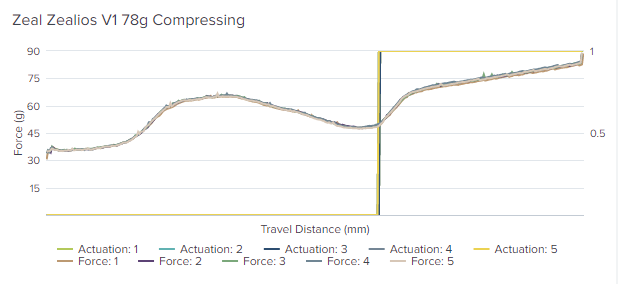 Zeal Zealios V1 78g Compressing
90
75
60
45
30
15
Force (g)
1
0.5
Travel Distance (mm)
Actuation: 1 Actuation: 2 Actuation: 3 Actuation: 4 Actuation: 5
Force: 1 Force: 2 Force: 3 Force: 4 Force: 5